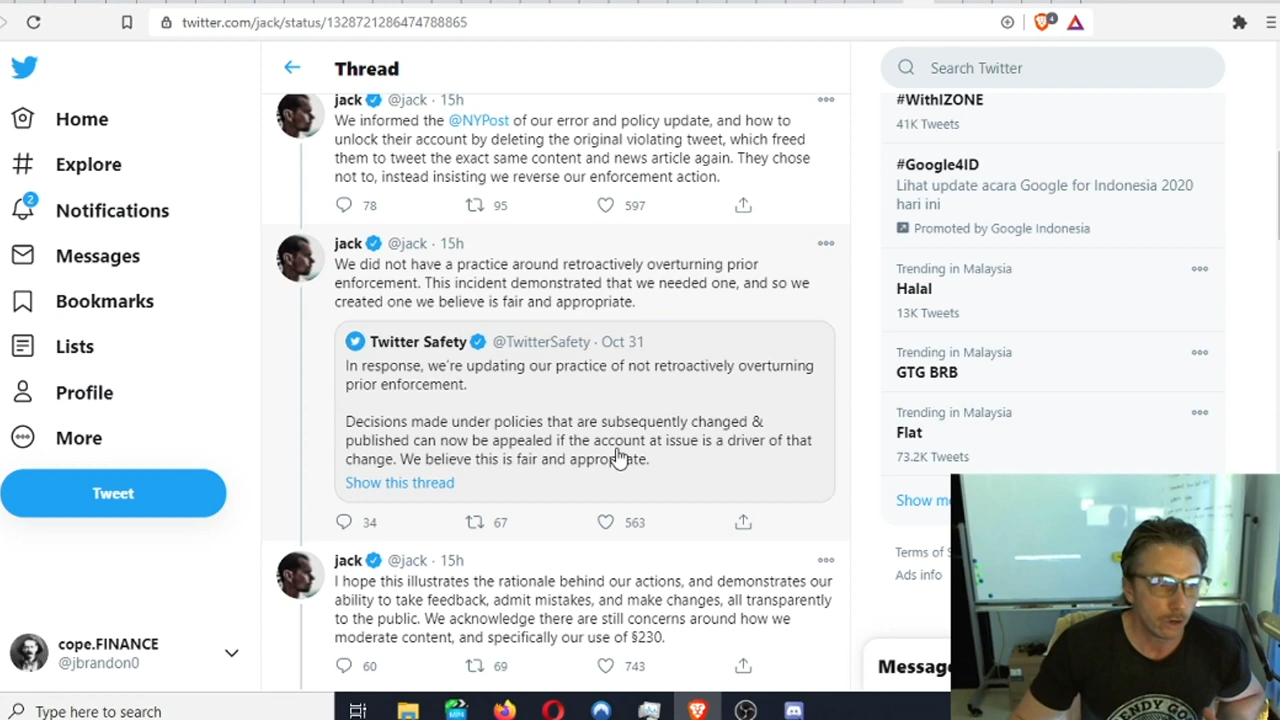 twitter.com/jack/status/1328721286474788865
4
Home
Explore
2
Notifications
Messages
Bookmarks
Lists
Profile
More
Tweet
cope.FINANCE
@jbrandon0
Thread
jack @jack · 15h
We informed the @NYPost of our error and policy update, and how to
unlock their account by deleting the original violating tweet, which freed
them to tweet the exact same content and news article again. They chose
not to, instead insisting we reverse our enforcement action.
78 95 597
jack @jack · 15h
We did not have a practice around retroactively overturning prior
enforcement. This incident demonstrated that we needed one, and so we
created one we believe is fair and appropriate.
Twitter Safety @TwitterSafety · Oct 31
In response, we're updating our practice of not retroactively overturning
prior enforcement.
Decisions made under policies that are subsequently changed &
published can now be appealed if the account at issue is a driver of that
change. We believe this is fair and appropriate.
Show this thread
34 67 563
jack @jack · 15h
I hope this illustrates the rationale behind our actions, and demonstrates our
ability to take feedback, admit mistakes, and make changes, all transparently
to the public. We acknowledge there are still concerns around how we
moderate content, and specifically our use of §230.
60 69 743
Search Twitter
#WithIZONE
41K Tweets
#Google4ID
Lihat update acara Google for Indonesia 2020
hari ini
Promoted by Google Indonesia
Trending in Malaysia
Halal
13K Tweets
Trending in Malaysia
GTG BRB
Trending in Malaysia
Flat
73.2K Tweets
Show
Terms of
Ads info
Type here to search